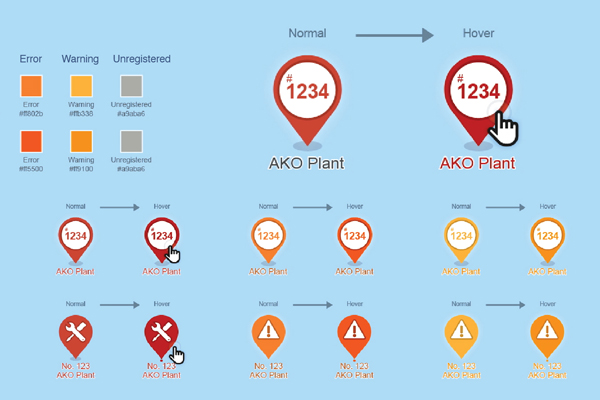 Normal
Hover
Error
Warning
Unregistered
#
1234
#
1234
Error
#ff802b
Warning
#ffb338
Unregistered
#a9aba6
AKO Plant
AKO Plant
Error
#ff5500
Warning
#ff9100
Unregistered
#a9aba6
Normal
Hover
Normal
Hover
Normal
Hover
#
1234
#
1234
#
1234
#
1234
#
1234
#
1234
AKO Plant
AKO Plant
AKO Plant
AKO Plant
AKO Plant
AKO Plant
Normal
Hover
Normal
Hover
Normal
Hover
No. 123
AKO Plant
No. 123
AKO Plant
No. 123
AKO Plant
No. 123
AKO Plant
No. 123
AKO Plant
No. 123
AKO Plant